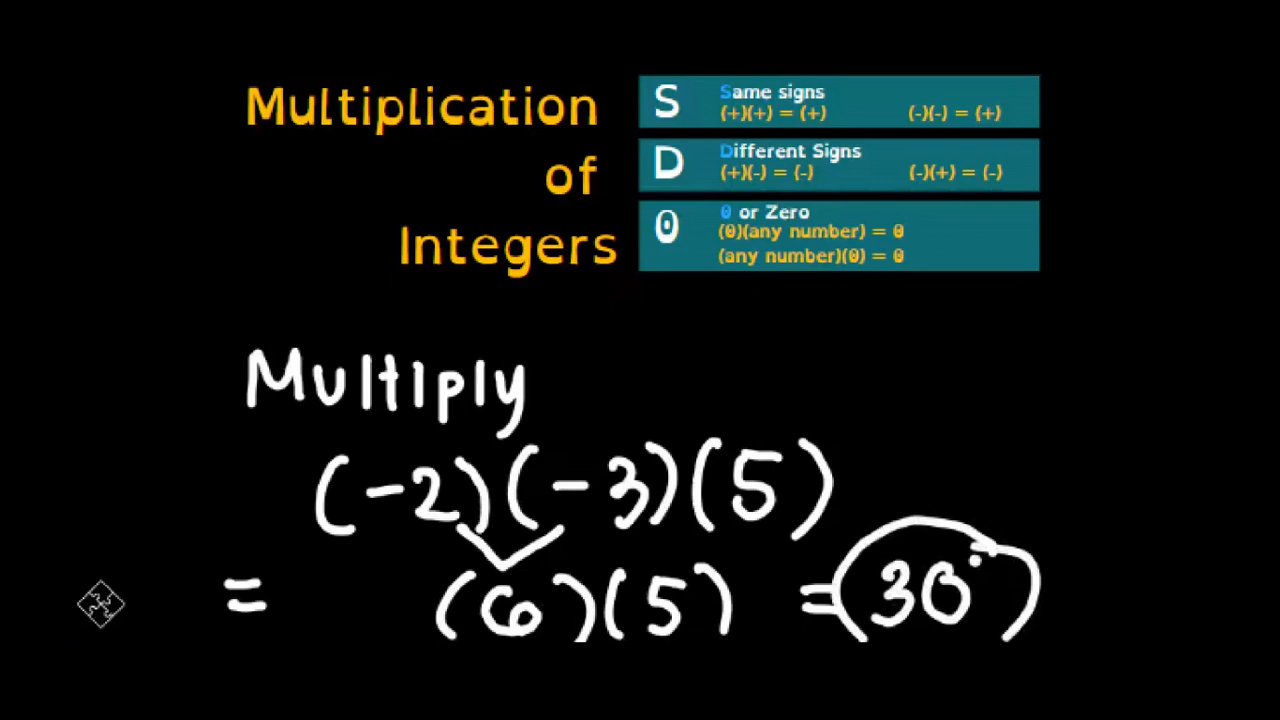 Multiplication
of
Integers
S
Same signs
(+)(+) = (+) (-)(-) = (+)
D
Different Signs
(+)(-) = (-) (-)(+) = (-)
0
0 or Zero
(0)(any number) = 0
(any number)(0) = 0
Multiply
(-2)(-3)(5)
= (6)(5) = 30